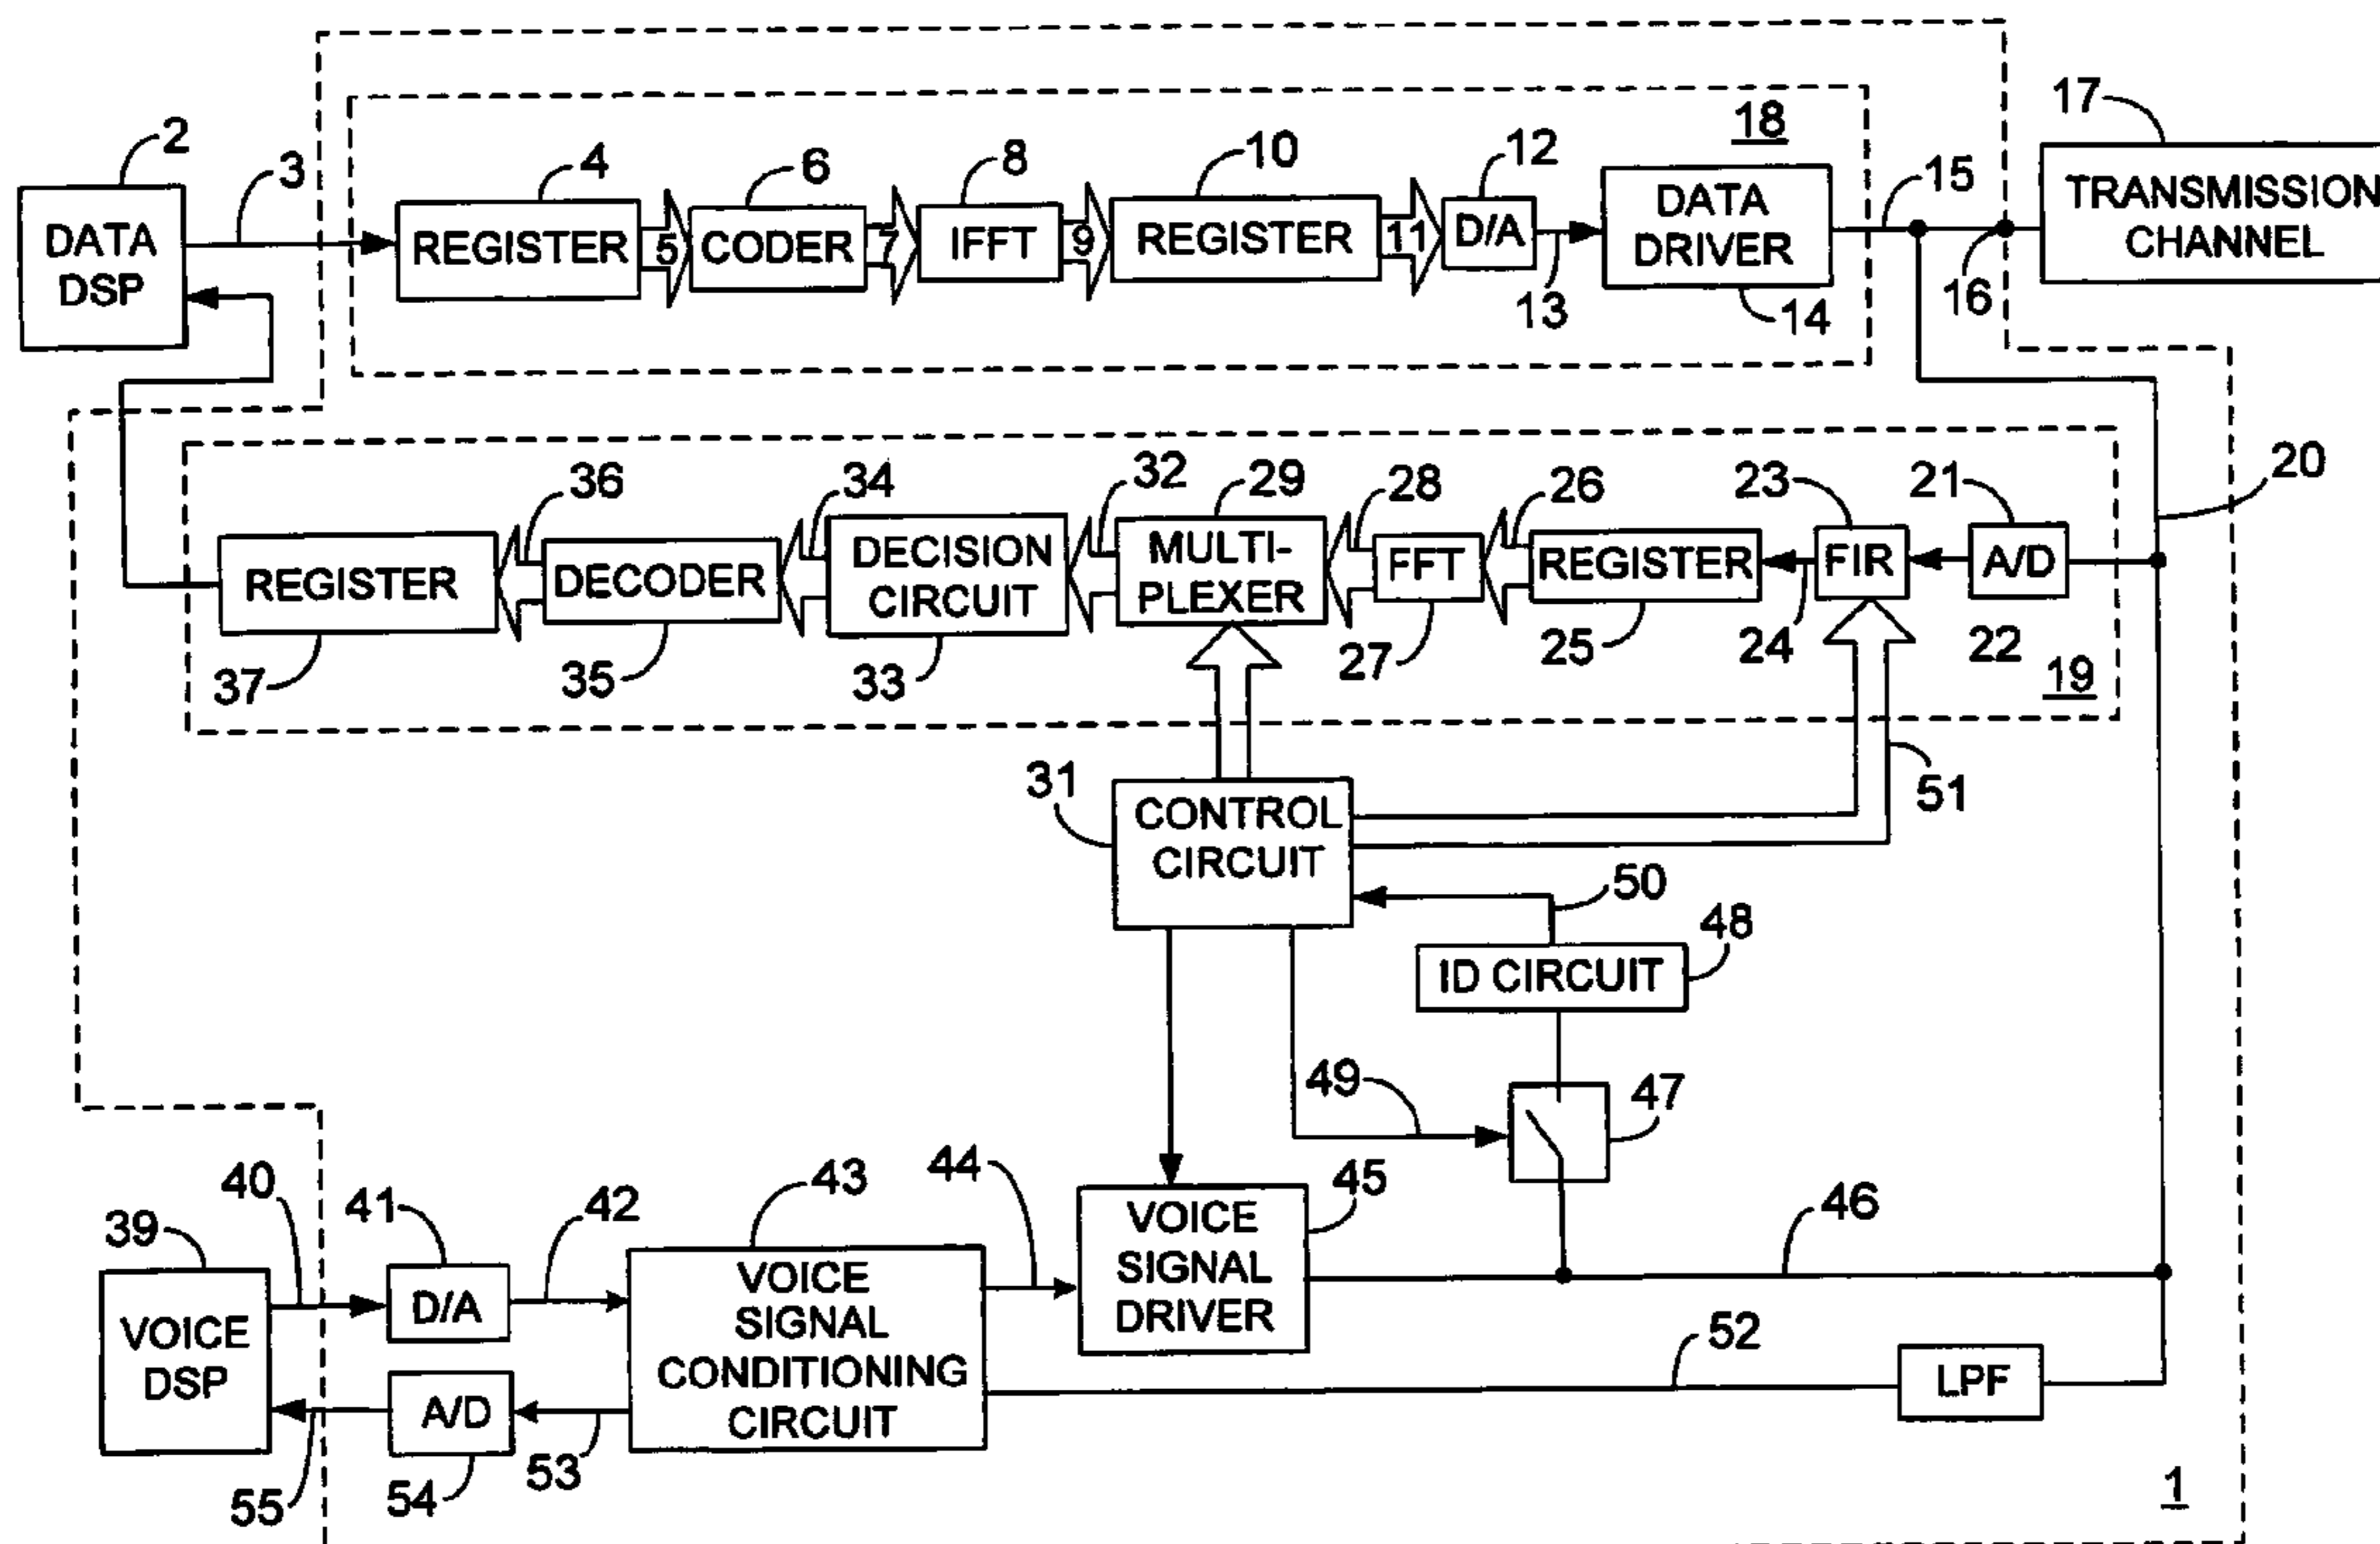 2
3
4
6
8
10
12
18
17
DATA
DSP
REGISTER
5
CODER
7
IFFT
9
REGISTER
11
D/A
13
DATA
DRIVER
14
15
16
TRANSMISSION
CHANNEL
36
34
32
29
28
26
23
21
20
REGISTER
DECODER
DECISION
CIRCUIT
MULTI-
PLEXER
FFT
REGISTER
FIR
A/D
37
35
33
27
25
24
22
19
31
CONTROL
CIRCUIT
51
50
48
ID CIRCUIT
49
47
39
40
41
42
43
44
45
46
VOICE
DSP
D/A
A/D
VOICE
SIGNAL
CONDITIONING
CIRCUIT
VOICE
SIGNAL
DRIVER
52
LPF
55
54
53
1